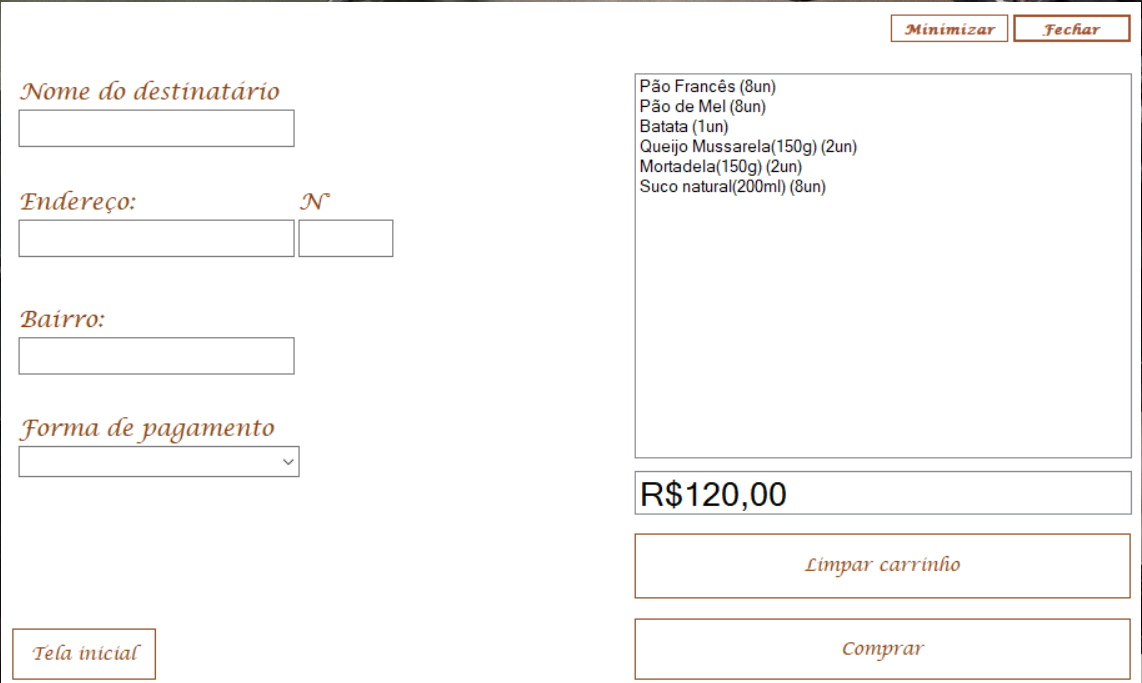 Minimizar Fechar
Nome do destinatário
Endereço: N°
Bairro:
Forma de pagamento
Tela inicial
Pão Francês (8un)
Pão de Mel (8un)
Batata (1un)
Queijo Mussarela(150g) (2un)
Mortadela(150g) (2un)
Suco natural(200ml) (8un)
R$120,00
Limpar carrinho
Comprar